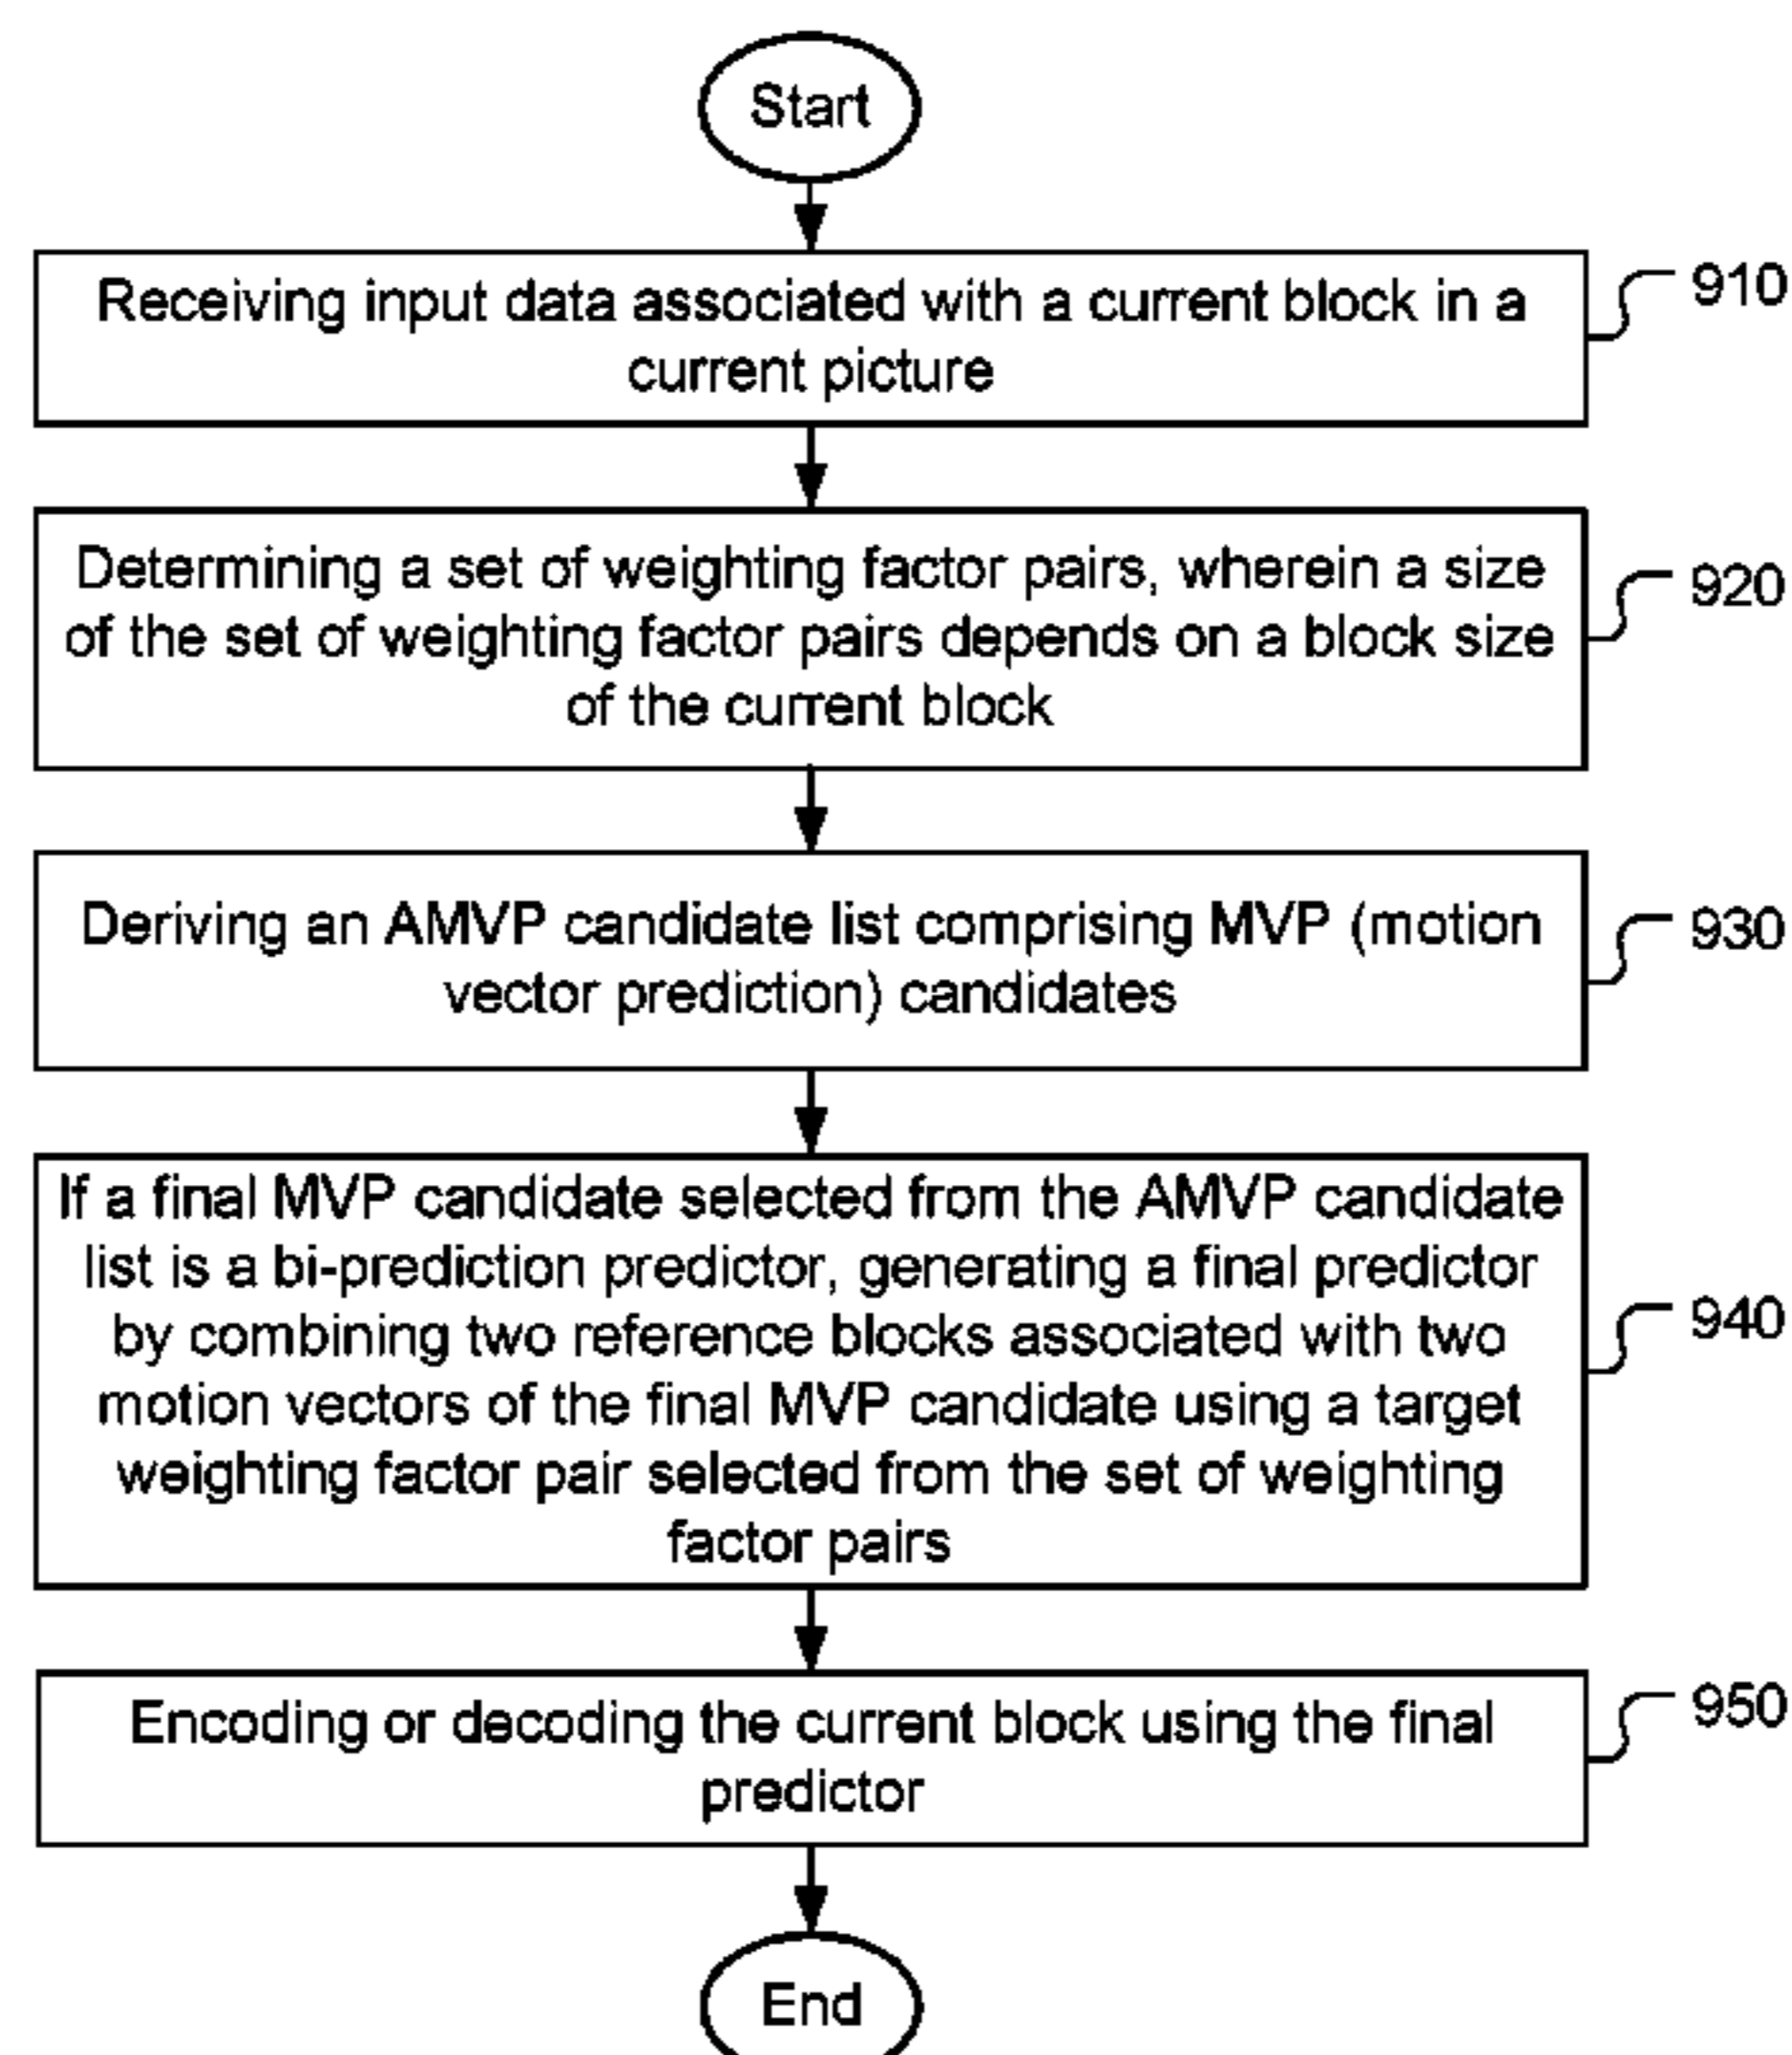 Start
Receiving input data associated with a current block in a
current picture
910
Determining a set of weighting factor pairs, wherein a size
of the set of weighting factor pairs depends on a block size
of the current block
920
Deriving an AMVP candidate list comprising MVP (motion
vector prediction) candidates
930
If a final MVP candidate selected from the AMVP candidate
list is a bi-prediction predictor, generating a final predictor
by combining two reference blocks associated with two
motion vectors of the final MVP candidate using a target
weighting factor pair selected from the set of weighting
factor pairs
940
Encoding or decoding the current block using the final
predictor
950
End